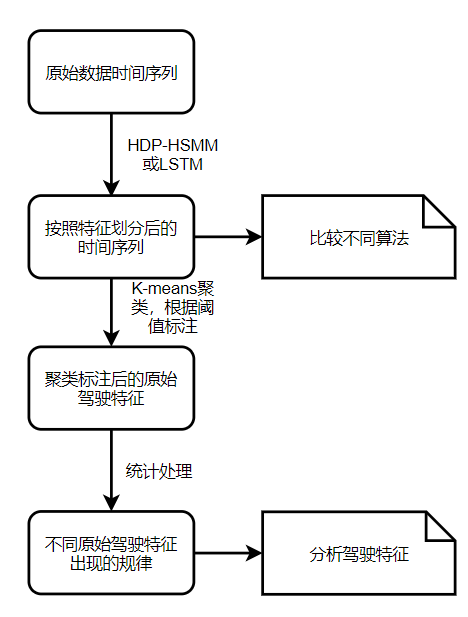 原始数据时间序列
HDP-HSMM
或LSTM
按照特征划分后的
时间序列
比较不同算法
K-means聚
类，根据阈
值标注
聚类标注后的原始
驾驶特征
统计处理
不同原始驾驶特征
出现的规律
分析驾驶特征